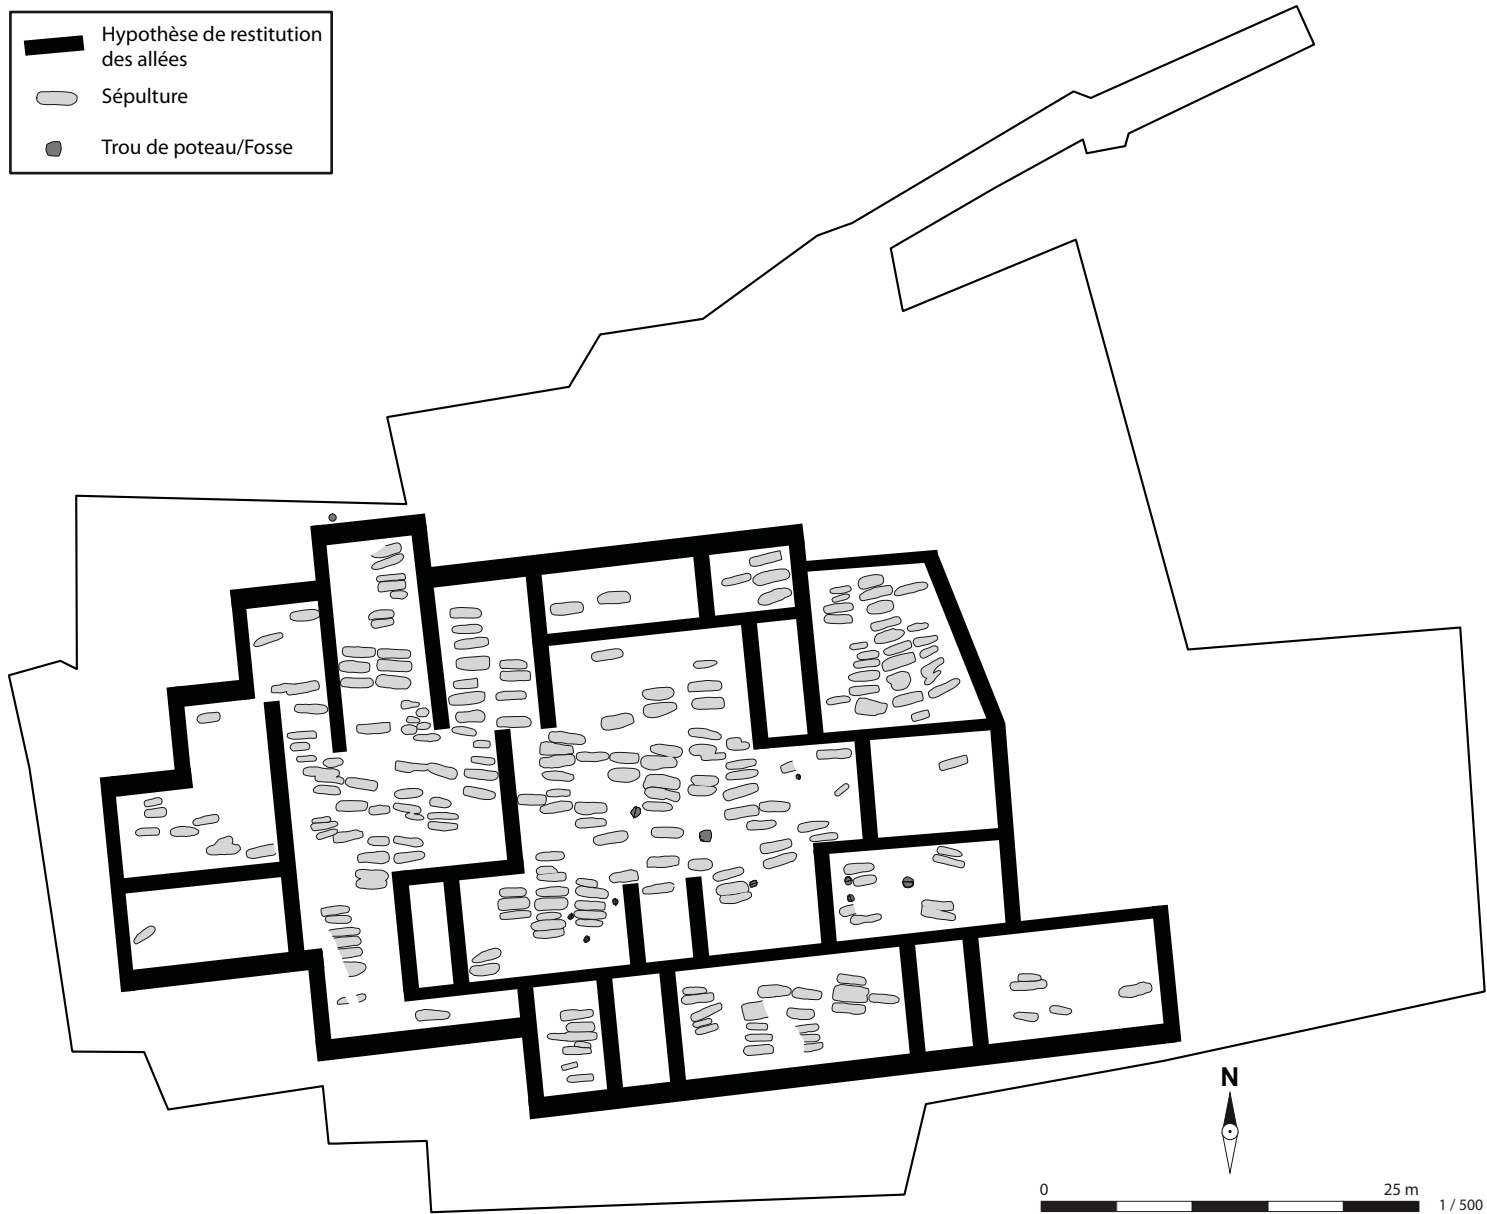 Hypothèse de restitution
des allées
Sépulture
Trou de poteau/Fosse
N
0 25 m
1 / 500